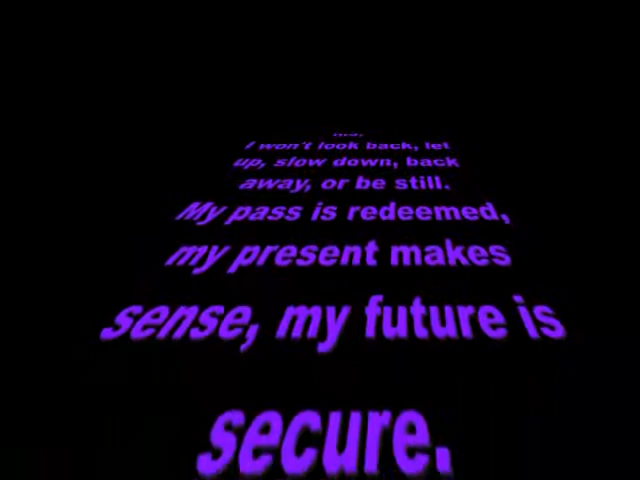 I won't look back, let
up, slow down, back
away, or be still.
My pass is redeemed,
my present makes
sense, my future is
secure.